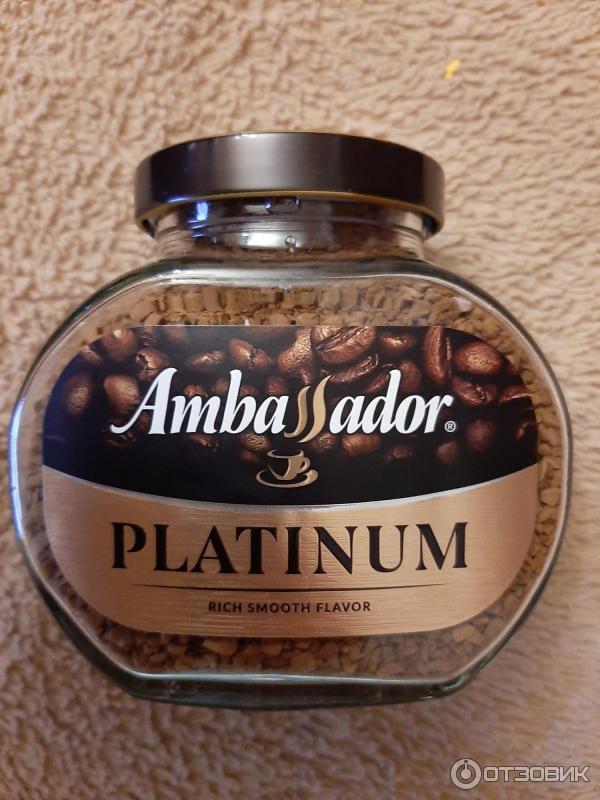 Ambassador®
PLATINUM
RICH SMOOTH FLAVOR
ОТЗОВИК